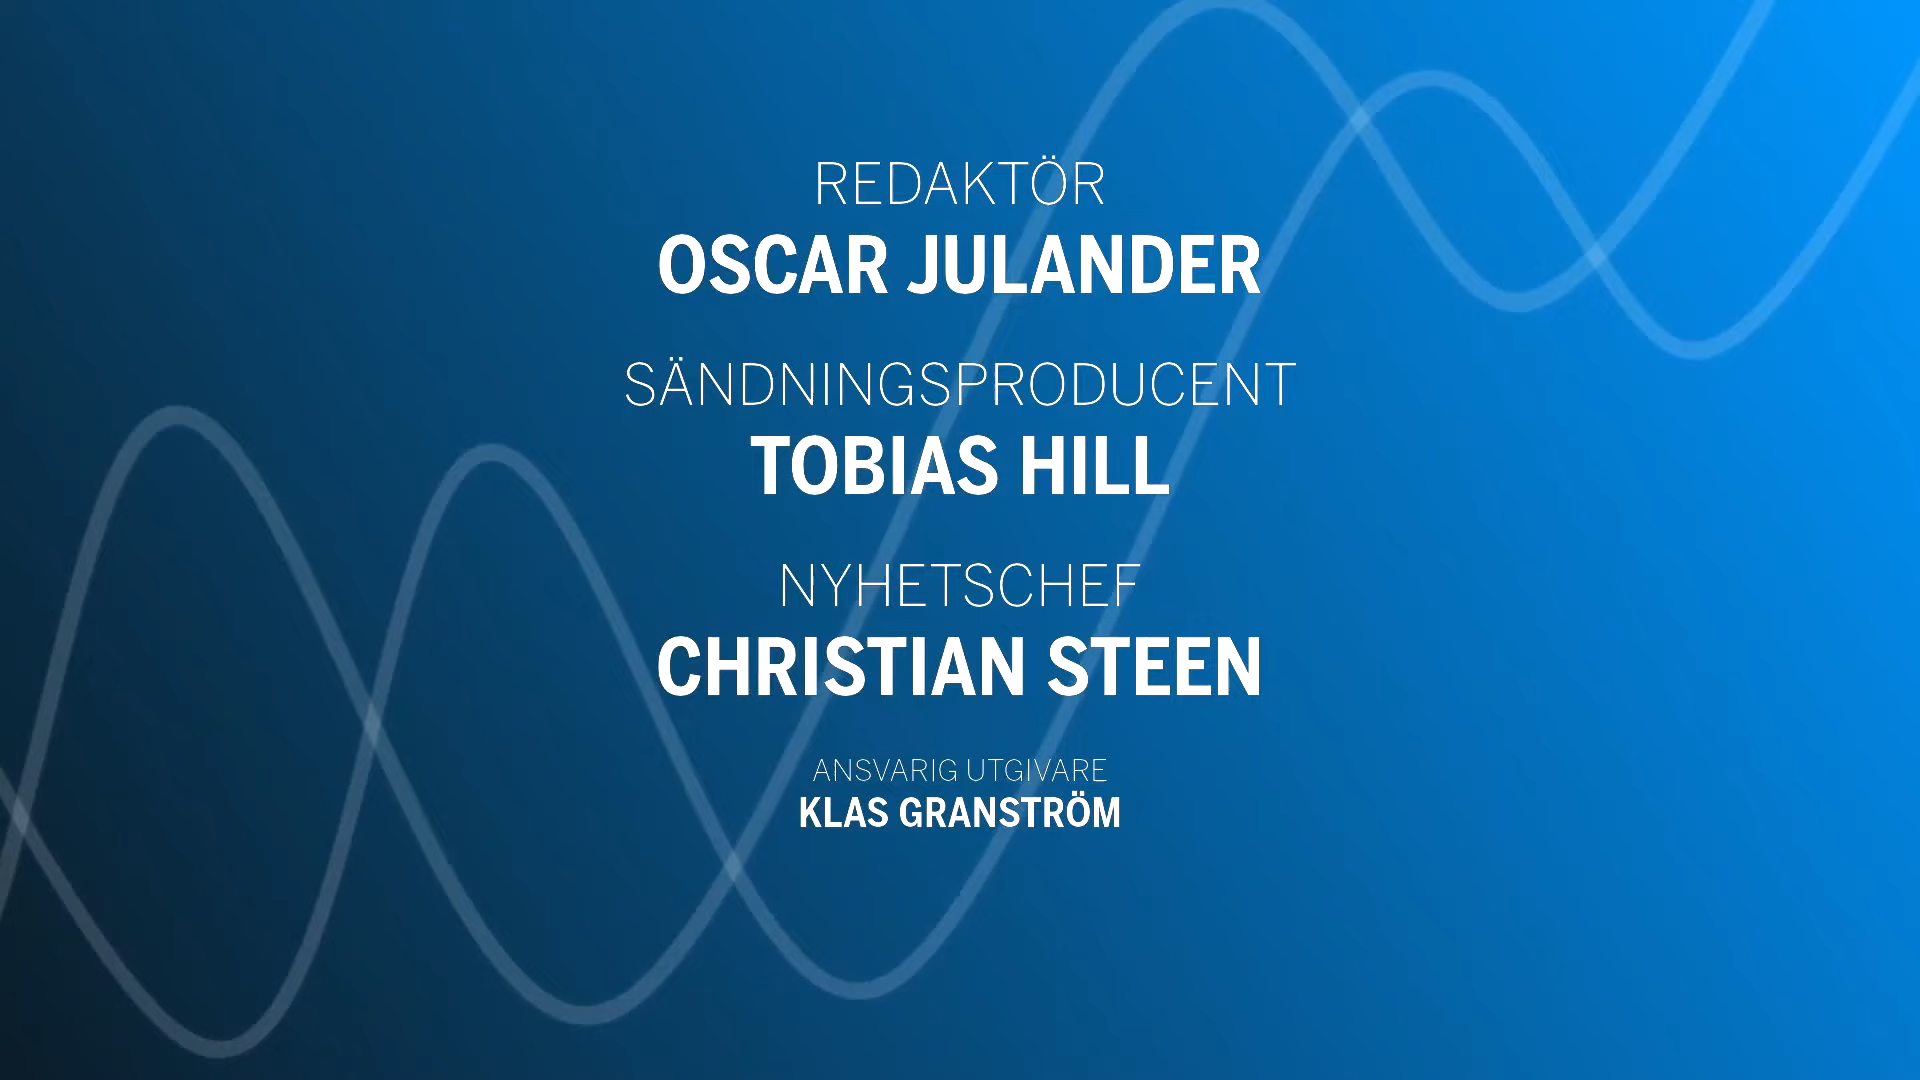 REDAKTÖR
OSCAR JULANDER
SÄNDNINGSPRODUCENT
TOBIAS HILL
NYHETSCHEF
CHRISTIAN STEEN
ANSVARIG UTGIVARE
KLAS GRANSTRÖM